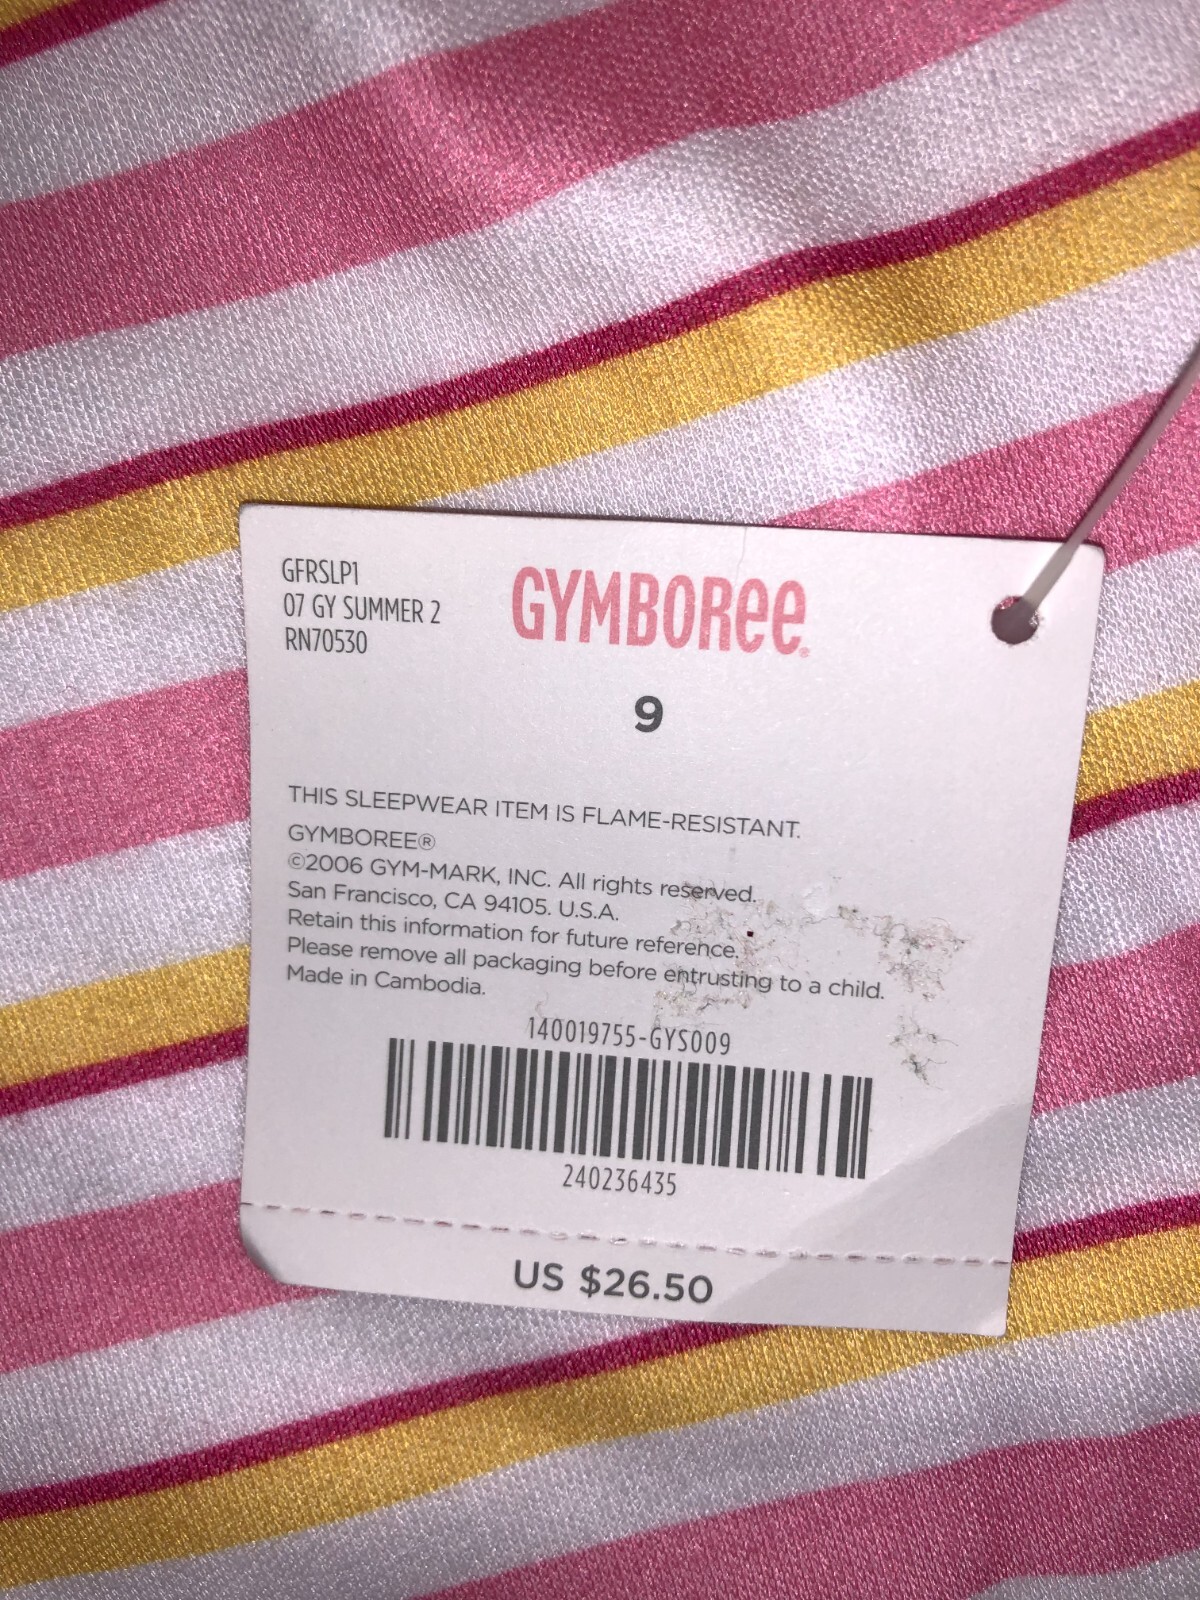 GFRSLP1
07 GY SUMMER 2
RN70530
GYMBOREE®
9
THIS SLEEPWEAR ITEM IS FLAME-RESISTANT.
GYMBOREE®
©2006 GYM-MARK, INC. All rights reserved.
San Francisco, CA 94105. U.S.A.
Retain this information for future reference.
Please remove all packaging before entrusting to a child.
Made in Cambodia.
140019755-GYS009
240236435
US $26.50